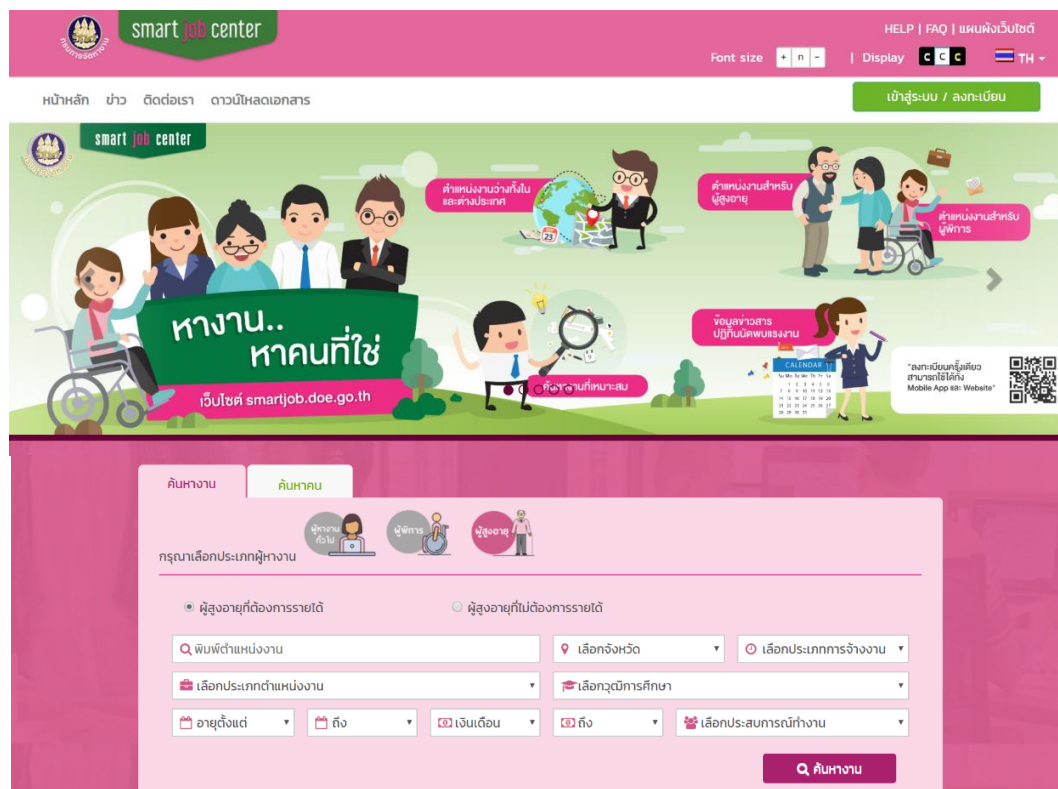 กรมการจัดหางาน
smart job center
HELP | FAQ | แผนผังเว็บไซต์
Font size + ก - | Display C C C TH
หน้าหลัก ข่าว ติดต่อเรา ดาวน์โหลดเอกสาร
เข้าสู่ระบบ / ลงทะเบียน
smart job center
หางาน..
หาคนที่ใช่
เว็บไซต์ smartjob.doe.go.th
ตำแหน่งงานว่างทั้งใน
และต่างประเทศ
23
ตำแหน่งงานสำหรับ
ผู้สูงอายุ
ตำแหน่งงานสำหรับ
ผู้พิการ
ค้นหางานที่เหมาะสม
ข้อมูลข่าวสาร
ปฏิทินนัดพบแรงงาน
CALENDAR
Su Mo Tu We Th Fr Sa
"ลงทะเบียนครั้งเดียว
สามารถใช้ได้ทั้ง
Mobile App และ Website"
ค้นหางาน ค้นหาคน
กรุณาเลือกประเภทผู้หางาน
ผู้หางาน
ทั่วไป
ผู้พิการ
ผู้สูงอายุ
ผู้สูงอายุที่ต้องการรายได้ ผู้สูงอายุที่ไม่ต้องการรายได้
พิมพ์ตำแหน่งงาน เลือกจังหวัด เลือกประเภทการจ้างงาน
เลือกประเภทตำแหน่งงาน เลือกวุฒิการศึกษา
อายุตั้งแต่ ถึง เงินเดือน ถึง เลือกประสบการณ์ทำงาน
ค้นหางาน